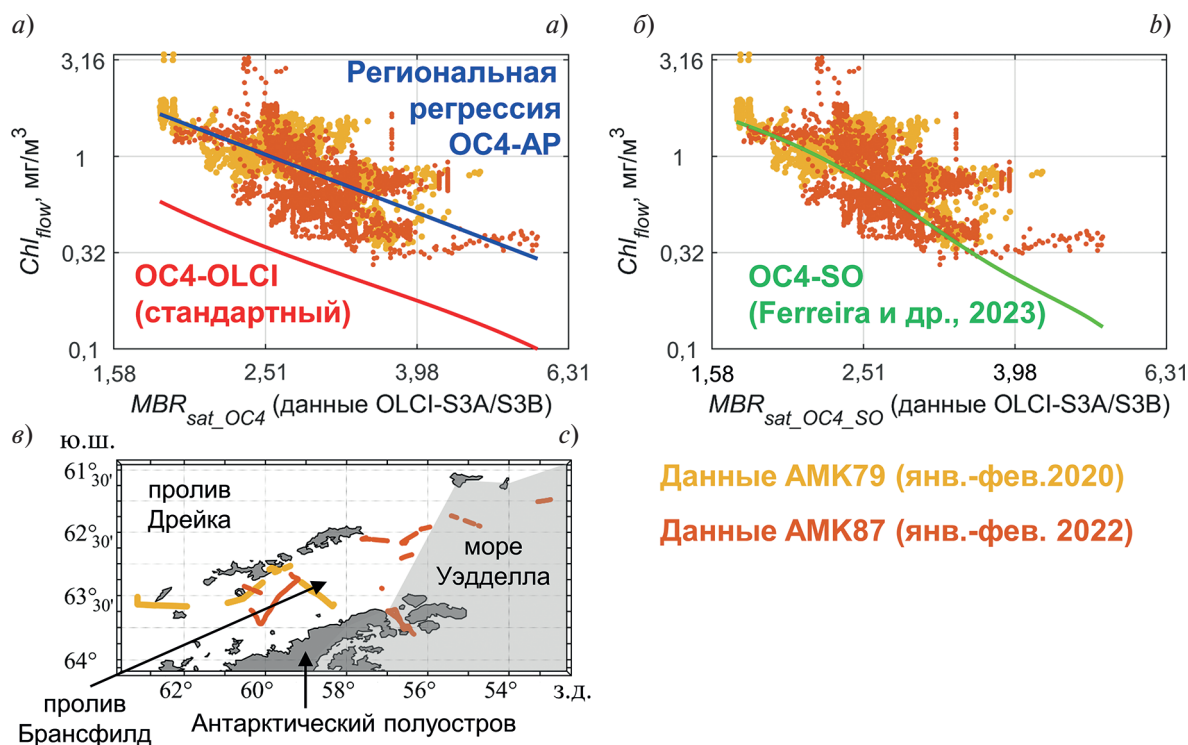 а) a) б) b)
3,16
1
0,32
0,1
Chl_flow, мг/м³
Региональная
регрессия
OC4-AP
OC4-OLCI
(стандартный)
1,58 2,51 3,98 6,31
MBR_sat_OC4 (данные OLCI-S3A/S3B)
3,16
1
0,32
0,1
Chl_flow, мг/м³
OC4-SO
(Ferreira и др., 2023)
1,58 2,51 3,98 6,31
MBR_sat_OC4_SO (данные OLCI-S3A/S3B)
в) ю.ш. c)
61° 30'
62° 30'
63° 30'
64°
пролив
Дрейка
море
Уэдделла
62° 60° 58° 56° 54° з.д.
пролив
Брансфилд
Антарктический полуостров
Данные АМК79 (янв.-фев.2020)
Данные АМК87 (янв.-фев. 2022)